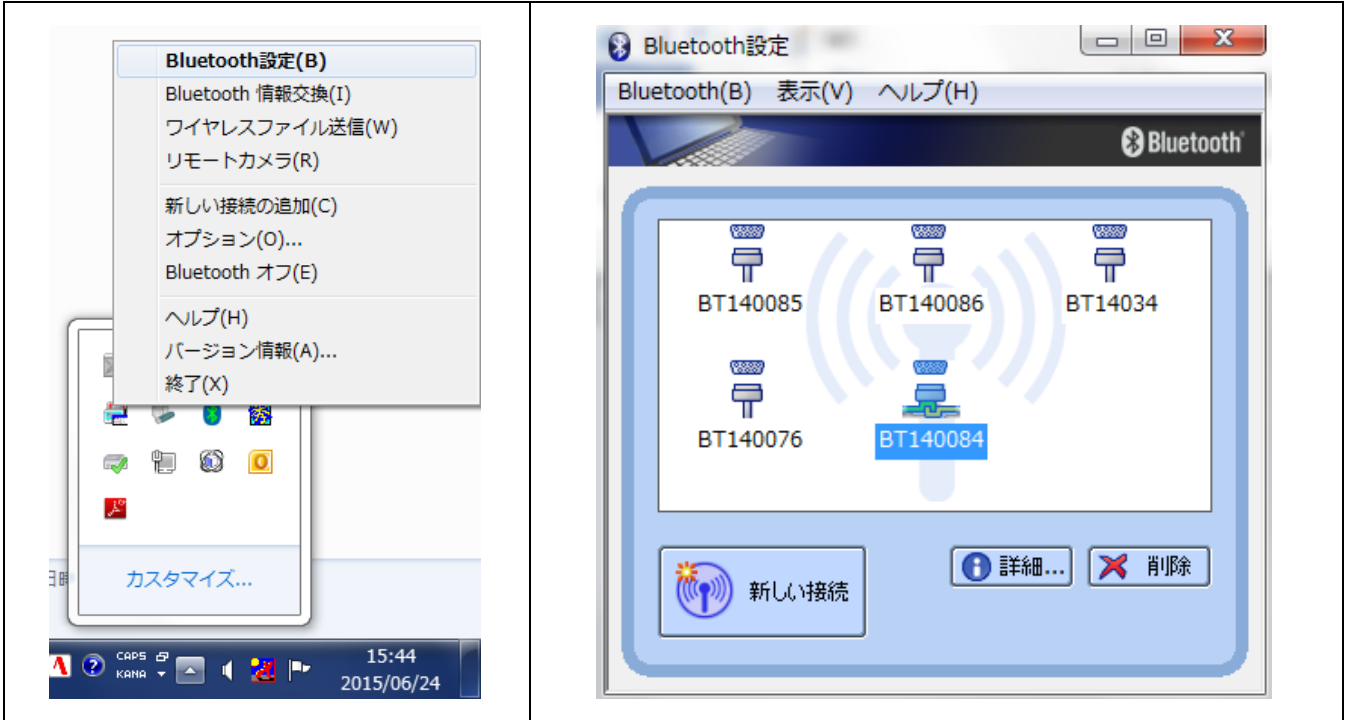 Bluetooth設定(B)
Bluetooth 情報交換(I)
ワイヤレスファイル送信(W)
リモートカメラ(R)
新しい接続の追加(C)
オプション(O)...
Bluetooth オフ(E)
ヘルプ(H)
バージョン情報(A)...
終了(X)
カスタマイズ...
CAPS
KANA
15:44
2015/06/24
Bluetooth設定
Bluetooth(B) 表示(V) ヘルプ(H)
Bluetooth
BT140085 BT140086 BT14034
BT140076 BT140084
新しい接続 詳細... 削除